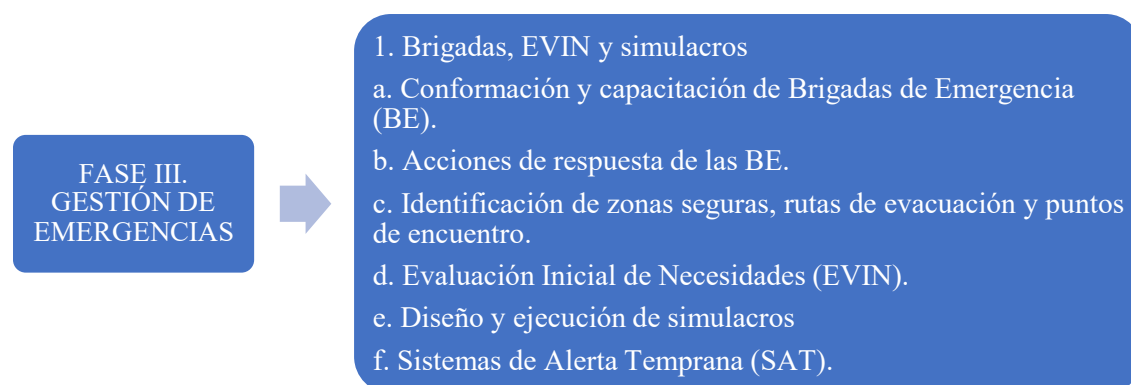 FASE III.
GESTIÓN DE
EMERGENCIAS
1. Brigadas, EVIN y simulacros
a. Conformación y capacitación de Brigadas de Emergencia
(BE).
b. Acciones de respuesta de las BE.
c. Identificación de zonas seguras, rutas de evacuación y puntos
de encuentro.
d. Evaluación Inicial de Necesidades (EVIN).
e. Diseño y ejecución de simulacros
f. Sistemas de Alerta Temprana (SAT).